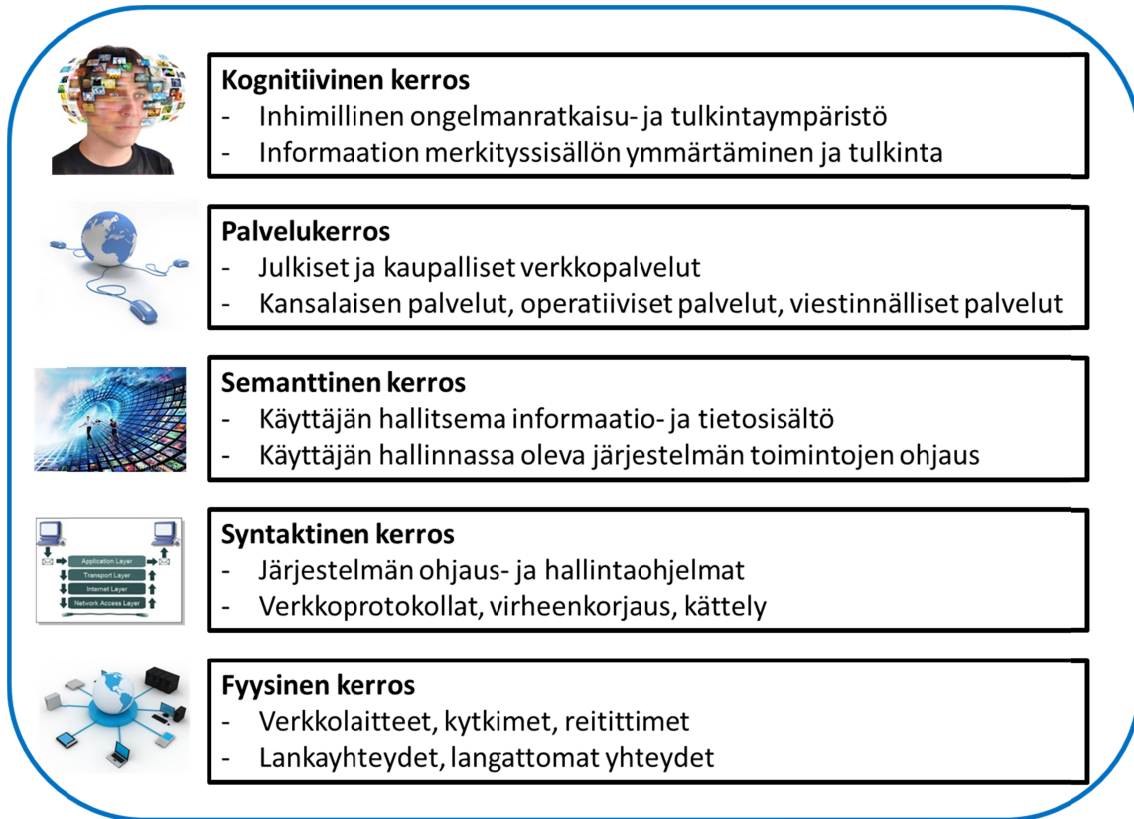 Kognitiivinen kerros
- Inhimillinen ongelmanratkaisu- ja tulkintaympäristö
- Informaation merkityssisällön ymmärtäminen ja tulkinta
Palvelukerros
- Julkiset ja kaupalliset verkkopalvelut
- Kansalaisen palvelut, operatiiviset palvelut, viestinnälliset palvelut
Semanttinen kerros
- Käyttäjän hallitsema informaatio- ja tietosisältö
- Käyttäjän hallinnassa oleva järjestelmän toimintojen ohjaus
Application Layer
Transport Layer
Internet Layer
Network Access Layer
Syntaktinen kerros
- Järjestelmän ohjaus- ja hallintaohjelmat
- Verkkoprotokollat, virheenkorjaus, kättely
Fyysinen kerros
- Verkkolaitteet, kytkimet, reitittimet
- Lankayhteydet, langattomat yhteydet